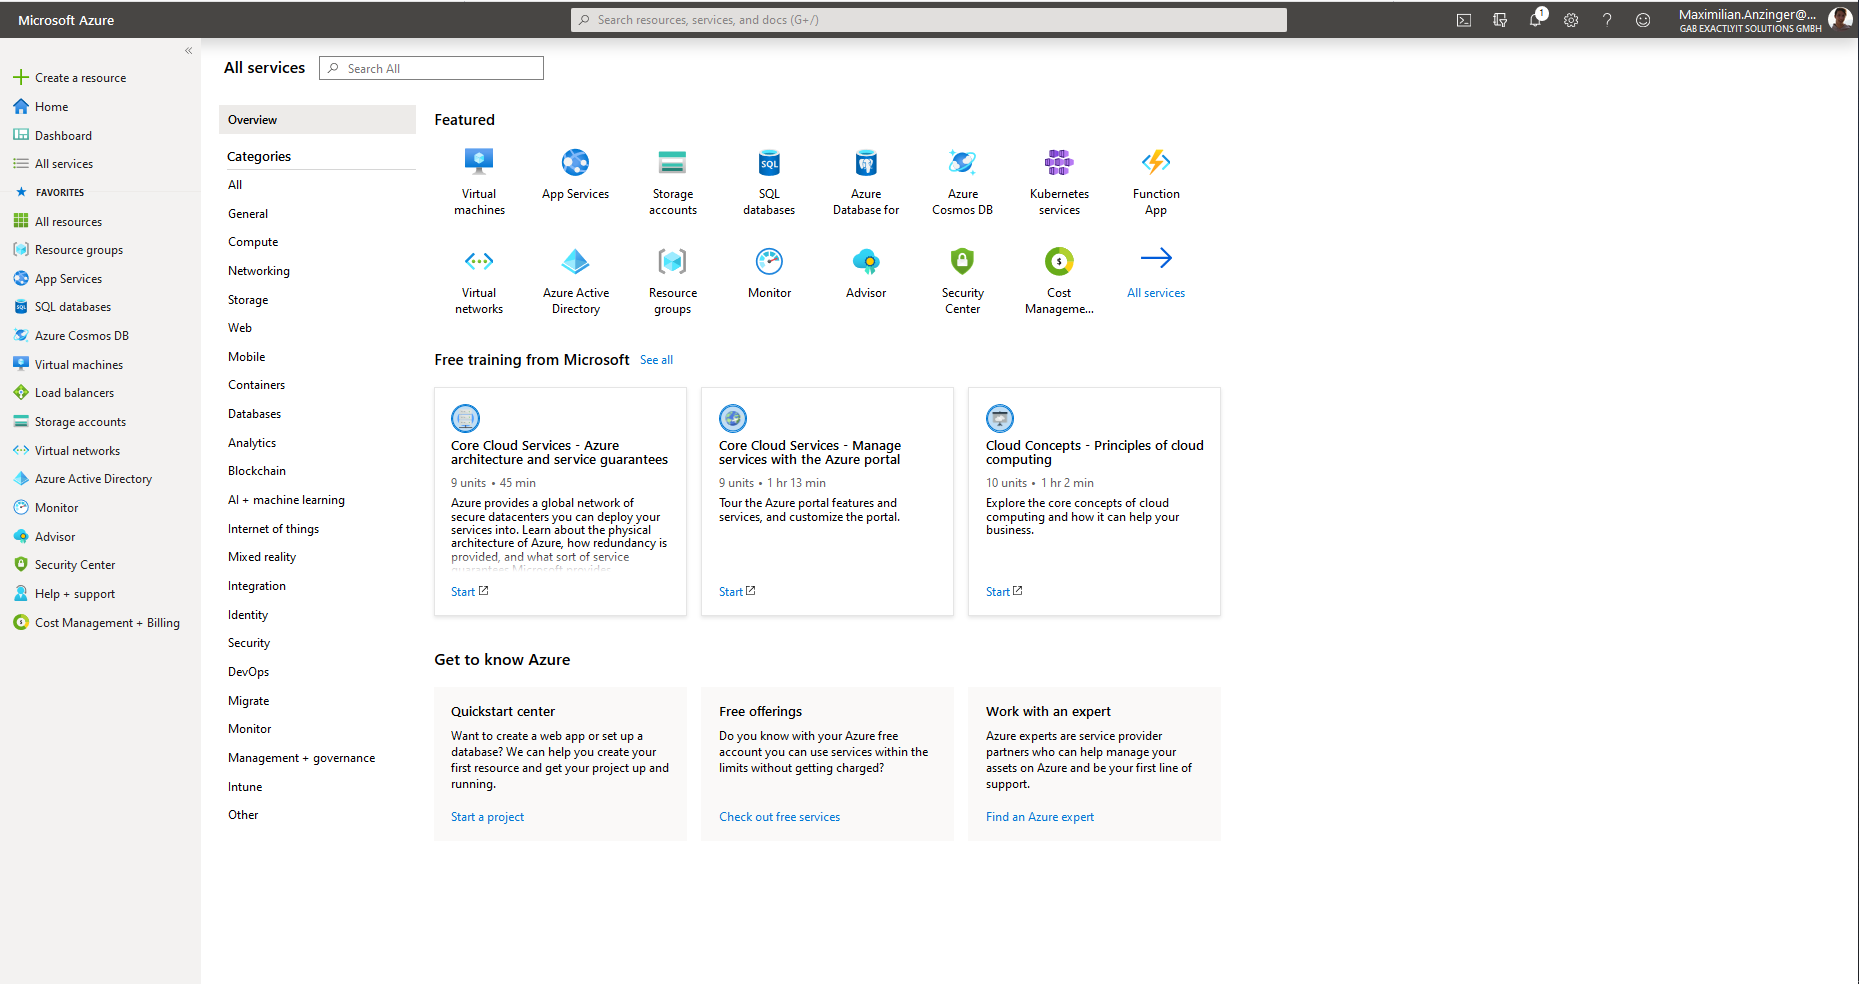 Microsoft Azure
Search resources, services, and docs (G+/)
1
Maximilian.Anzinger@...
GAB EXACTLYIT SOLUTIONS GMBH
«
Create a resource
Home
Dashboard
All services
FAVORITES
All resources
Resource groups
App Services
SQL databases
Azure Cosmos DB
Virtual machines
Load balancers
Storage accounts
Virtual networks
Azure Active Directory
Monitor
Advisor
Security Center
Help + support
Cost Management + Billing
All services
Search All
Overview
Categories
All
General
Compute
Networking
Storage
Web
Mobile
Containers
Databases
Analytics
Blockchain
AI + machine learning
Internet of things
Mixed reality
Integration
Identity
Security
DevOps
Migrate
Monitor
Management + governance
Intune
Other
Featured
Virtual
machines
App Services
Storage
accounts
SQL
SQL
databases
Azure
Database for
Azure
Cosmos DB
Kubernetes
services
Function
App
Virtual
networks
Azure Active
Directory
Resource
groups
Monitor
Advisor
Security
Center
Cost
Manageme...
All services
Free training from Microsoft See all
Core Cloud Services - Azure
architecture and service guarantees
9 units • 45 min
Azure provides a global network of
secure datacenters you can deploy your
services into. Learn about the physical
architecture of Azure, how redundancy is
provided, and what sort of service
guarantees Microsoft provides
Start
Core Cloud Services - Manage
services with the Azure portal
9 units • 1 hr 13 min
Tour the Azure portal features and
services, and customize the portal.
Start
Cloud Concepts - Principles of cloud
computing
10 units • 1 hr 2 min
Explore the core concepts of cloud
computing and how it can help your
business.
Start
Get to know Azure
Quickstart center
Want to create a web app or set up a
database? We can help you create your
first resource and get your project up and
running.
Start a project
Free offerings
Do you know with your Azure free
account you can use services within the
limits without getting charged?
Check out free services
Work with an expert
Azure experts are service provider
partners who can help manage your
assets on Azure and be your first line of
support.
Find an Azure expert